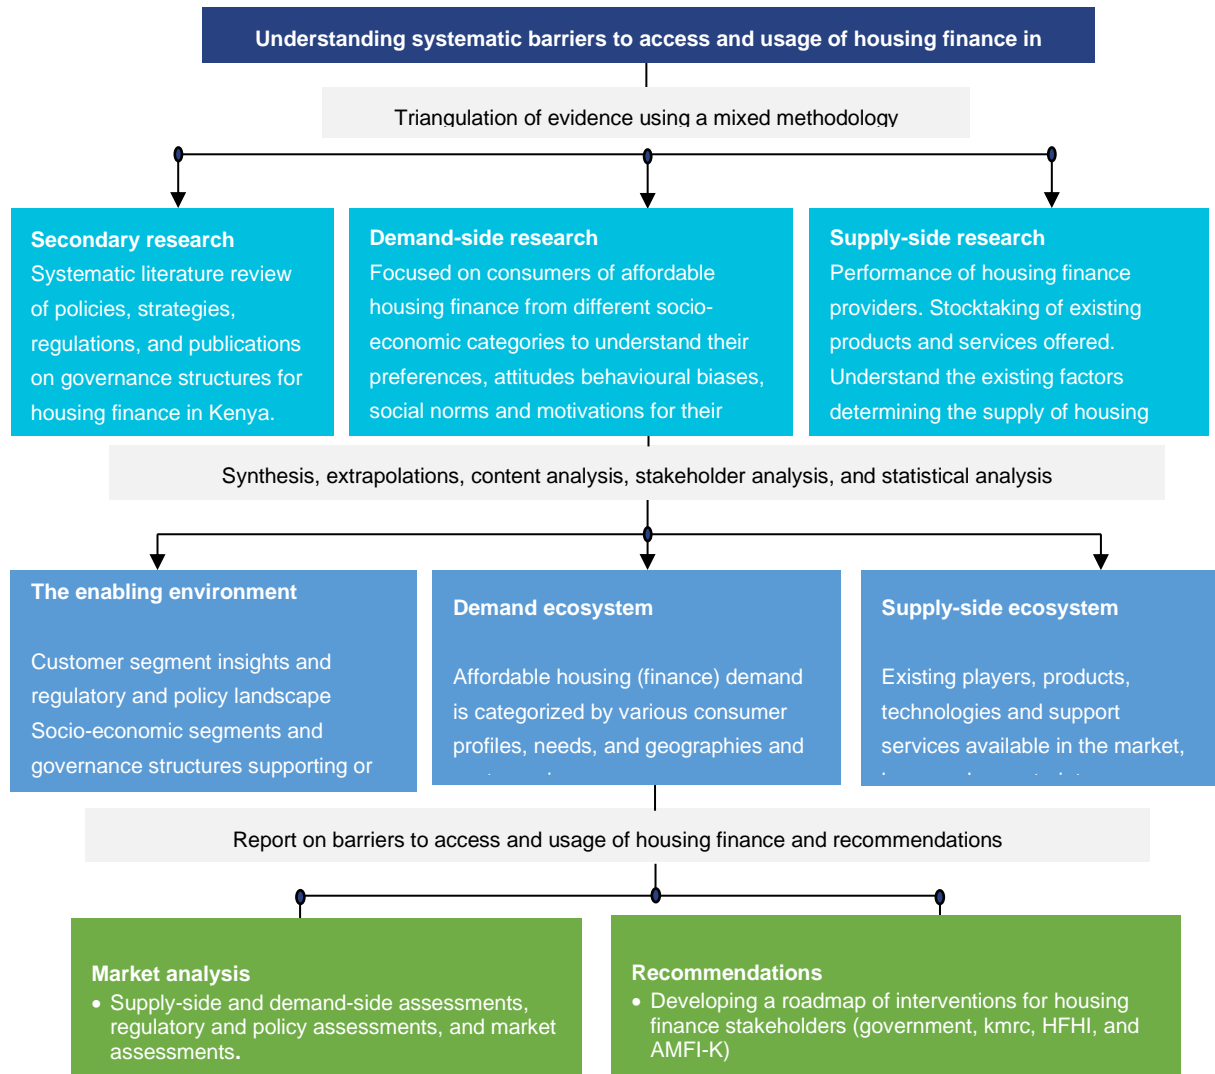 Understanding systematic barriers to access and usage of housing finance in
Triangulation of evidence using a mixed methodology
Secondary research
Systematic literature review
of policies, strategies,
regulations, and publications
on governance structures for
housing finance in Kenya.
Demand-side research
Focused on consumers of affordable
housing finance from different socio-
economic categories to understand their
preferences, attitudes behavioural biases,
social norms and motivations for their
Supply-side research
Performance of housing finance
providers. Stocktaking of existing
products and services offered.
Understand the existing factors
determining the supply of housing
Synthesis, extrapolations, content analysis, stakeholder analysis, and statistical analysis
The enabling environment
Customer segment insights and
regulatory and policy landscape
Socio-economic segments and
governance structures supporting or
Demand ecosystem
Affordable housing (finance) demand
is categorized by various consumer
profiles, needs, and geographies and
Supply-side ecosystem
Existing players, products,
technologies and support
services available in the market,
Report on barriers to access and usage of housing finance and recommendations
Market analysis
• Supply-side and demand-side assessments,
regulatory and policy assessments, and market
assessments.
Recommendations
• Developing a roadmap of interventions for housing
finance stakeholders (government, kmrc, HFHI, and
AMFI-K)